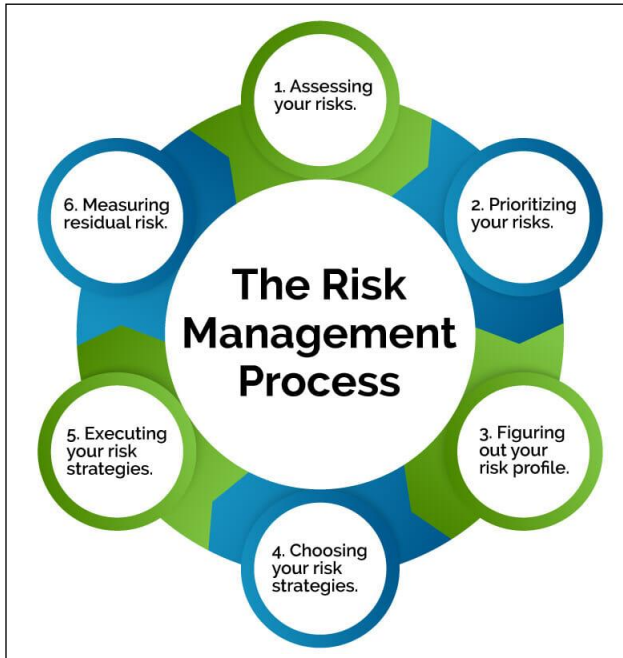 The Risk
Management
Process
1. Assessing
your risks.
2. Prioritizing
your risks.
3. Figuring
out your
risk profile.
4. Choosing
your risk
strategies.
5. Executing
your risk
strategies.
6. Measuring
residual risk.